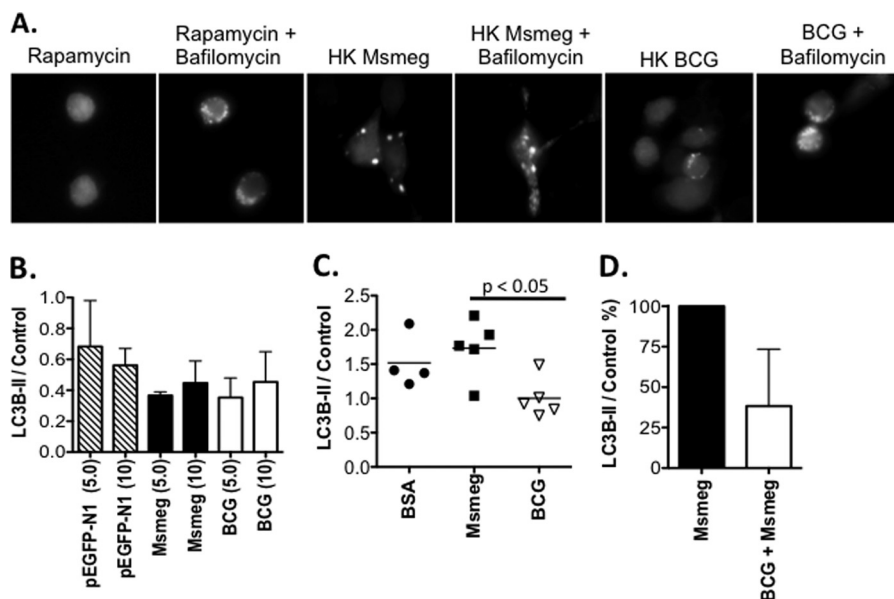 A.
Rapamycin
Rapamycin +
Bafilomycin
HK Msmeg
HK Msmeg +
Bafilomycin
HK BCG
BCG +
Bafilomycin
B.
LC3B-II / Control
1.0
0.8
0.6
0.4
0.2
0.0
pEGFP-N1 (5.0)
pEGFP-N1 (10)
Msmeg (5.0)
Msmeg (10)
BCG (5.0)
BCG (10)
C.
p < 0.05
LC3B-II / Control
2.5
2.0
1.5
1.0
0.5
0.0
BSA
Msmeg
BCG
D.
LC3B-II / Control %)
100
75
50
25
0
Msmeg
BCG + Msmeg